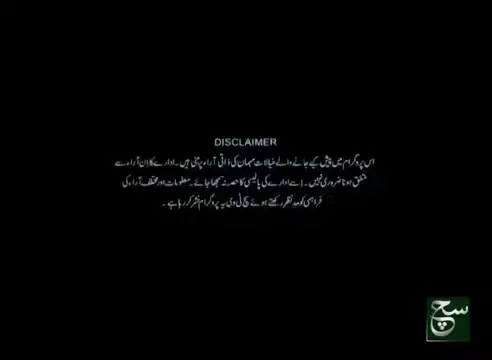 DISCLAIMER
اس پروگرام میں پیش کیے جانے والے خیالات مہمان کی ذاتی آراء پر مبنی ہیں۔ ادارے کا ان آراء سے
متفق ہونا ضروری نہیں۔ اسے ادارے کی پالیسی کا حصہ نہ سمجھا جائے۔ معلومات اور مختلف آراء کی
فراہمی کو مدنظر رکھتے ہوئے سچ ٹی وی یہ پروگرام نشر کر رہا ہے۔
سچ